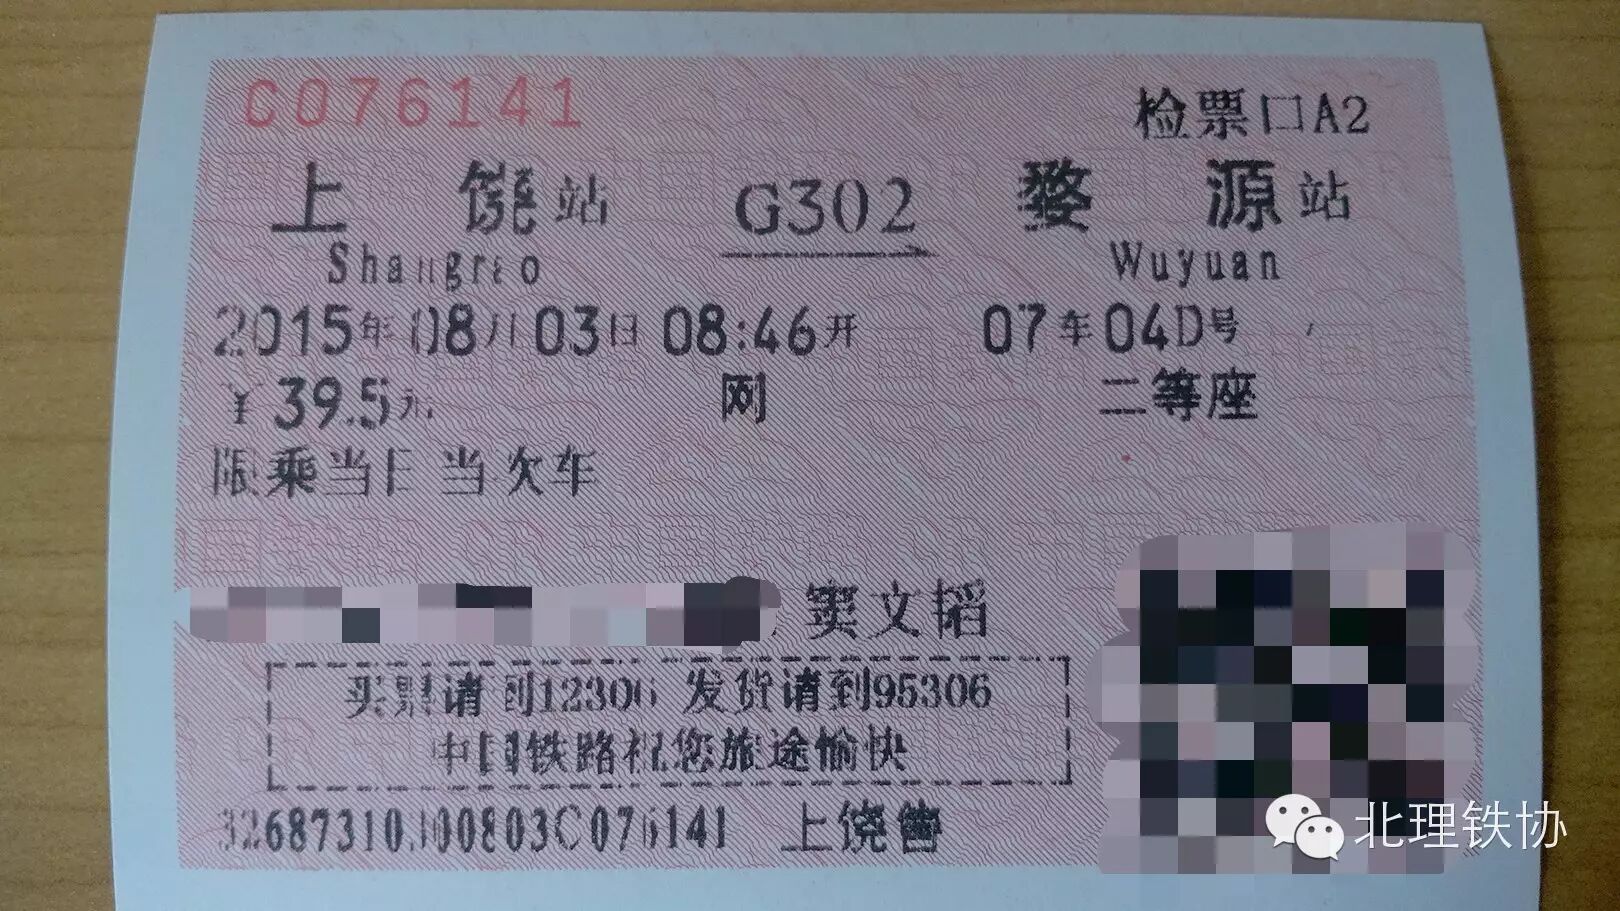 C076141
检票口A2
上饶站 G302 婺源站
Shangrao Wuyuan
2015年08月03日 08:46开 07车04D号
¥39.5元 网 二等座
限乘当日当次车
窦文韬
买票请到12306 发货请到95306
中国铁路祝您旅途愉快
32687310300803C076141 上饶售
北理铁协